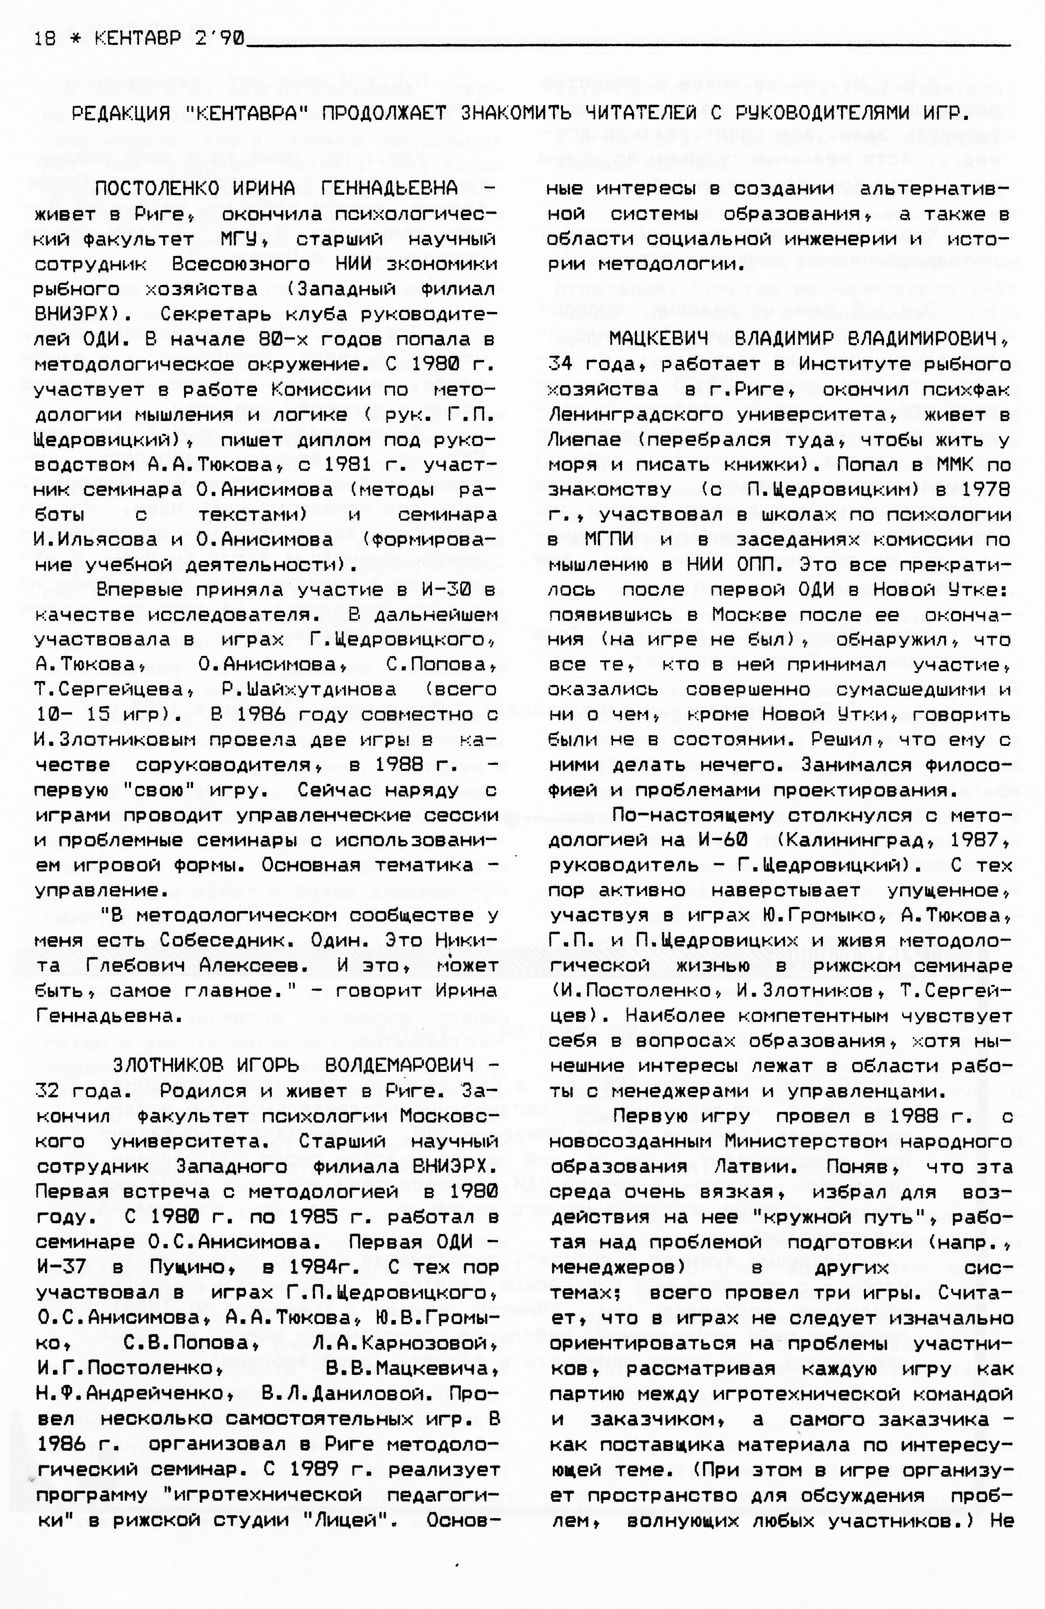 18 * КЕНТАВР 2'90
РЕДАКЦИЯ "КЕНТАВРА" ПРОДОЛЖАЕТ ЗНАКОМИТЬ ЧИТАТЕЛЕЙ С РУКОВОДИТЕЛЯМИ ИГР.
ПОСТОЛЕНКО ИРИНА ГЕННАДЬЕВНА -
живет в Риге, окончила психологичес-
кий факультет МГУ, старший научный
сотрудник Всесоюзного НИИ экономики
рыбного хозяйства (Западный филиал
ВНИЭРХ). Секретарь клуба руководите-
лей ОДИ. В начале 80-х годов попала в
методологическое окружение. С 1980 г.
участвует в работе Комиссии по мето-
дологии мышления и логике ( рук. Г.П.
Щедровицкий), пишет диплом под руко-
водством А.А.Тюкова, с 1981 г. участ-
ник семинара О.Анисимова (методы ра-
боты с текстами) и семинара
И.Ильясова и О.Анисимова (формирова-
ние учебной деятельности).
Впервые приняла участие в И-30 в
качестве исследователя. В дальнейшем
участвовала в играх Г.Щедровицкого,
А.Тюкова, О.Анисимова, С.Попова,
Т.Сергейцева, Р.Шайхутдинова (всего
10- 15 игр). В 1986 году совместно с
И.Злотниковым провела две игры в ка-
честве соруководителя, в 1988 г. -
первую "свою" игру. Сейчас наряду с
играми проводит управленческие сессии
и проблемные семинары с использовани-
ем игровой формы. Основная тематика -
управление.
"В методологическом сообществе у
меня есть Собеседник. Один. Это Ники-
та Глебович Алексеев. И это, может
быть, самое главное." - говорит Ирина
Геннадьевна.
ЗЛОТНИКОВ ИГОРЬ ВОЛДЕМАРОВИЧ -
32 года. Родился и живет в Риге. За-
кончил факультет психологии Московс-
кого университета. Старший научный
сотрудник Западного филиала ВНИЭРХ.
Первая встреча с методологией в 1980
году. С 1980 г. по 1985 г. работал в
семинаре О.С.Анисимова. Первая ОДИ -
И-37 в Пущино, в 1984г. С тех пор
участвовал в играх Г.П.Щедровицкого,
О.С.Анисимова, А.А.Тюкова, Ю.В.Громы-
ко, С.В.Попова, Л.А.Карнозовой,
И.Г.Постоленко, В.В.Мацкевича,
Н.Ф.Андрейченко, В.Л.Даниловой. Про-
вел несколько самостоятельных игр. В
1986 г. организовал в Риге методоло-
гический семинар. С 1989 г. реализует
программу "игротехнической педагоги-
ки" в рижской студии "Лицей". Основ-
ные интересы в создании альтернатив-
ной системы образования, а также в
области социальной инженерии и исто-
рии методологии.
МАЦКЕВИЧ ВЛАДИМИР ВЛАДИМИРОВИЧ,
34 года, работает в Институте рыбного
хозяйства в г.Риге, окончил психфак
Ленинградского университета, живет в
Лиепае (перебрался туда, чтобы жить у
моря и писать книжки). Попал в ММК по
знакомству (с П.Щедровицким) в 1978
г., участвовал в школах по психологии
в МГПИ и в заседаниях комиссии по
мышлению в НИИ ОПП. Это все прекрати-
лось после первой ОДИ в Новой Утке:
появившись в Москве после ее оконча-
ния (на игре не был), обнаружил, что
все те, кто в ней принимал участие,
оказались совершенно сумасшедшими и
ни о чем, кроме Новой Утки, говорить
были не в состоянии. Решил, что ему с
ними делать нечего. Занимался филосо-
фией и проблемами проектирования.
По-настоящему столкнулся с мето-
дологией на И-60 (Калининград, 1987,
руководитель - Г.Щедровицкий). С тех
пор активно наверстывает упущенное,
участвуя в играх Ю.Громыко, А.Тюкова,
Г.П. и П.Щедровицких и живя методоло-
гической жизнью в рижском семинаре
(И.Постоленко, И.Злотников, Т.Сергей-
цев). Наиболее компетентным чувствует
себя в вопросах образования, хотя ны-
нешние интересы лежат в области рабо-
ты с менеджерами и управленцами.
Первую игру провел в 1988 г. с
новосозданным Министерством народного
образования Латвии. Поняв, что эта
среда очень вязкая, избрал для воз-
действия на нее "кружной путь", рабо-
тая над проблемой подготовки (напр.,
менеджеров) в других сис-
темах; всего провел три игры. Счита-
ет, что в играх не следует изначально
ориентироваться на проблемы участни-
ков, рассматривая каждую игру как
партию между игротехнической командой
и заказчиком, а самого заказчика -
как поставщика материала по интересу-
ющей теме. (При этом в игре организу-
ет пространство для обсуждения проб-
лем, волнующих любых участников.) Не